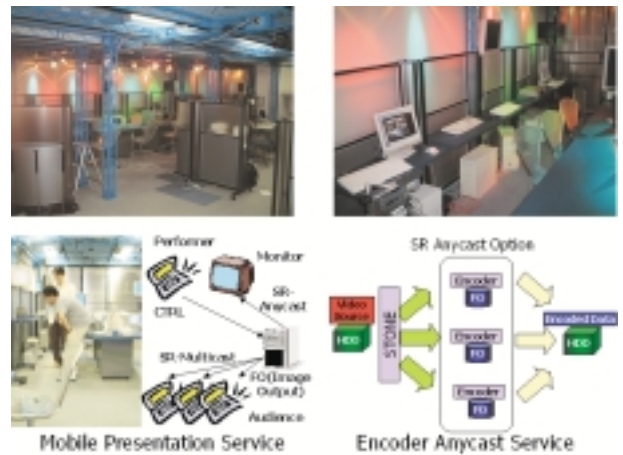 Performer
Monitor
CTRL
SR-
Anycast
SR-Multicast
FO(Image
Output)
Audience
Mobile Presentation Service
SR Anycast Option
Video
Source
HDD
STONE
Encoder
FO
Encoder
FO
Encoder
FO
Encoded Data
HDD
Encoder Anycast Service